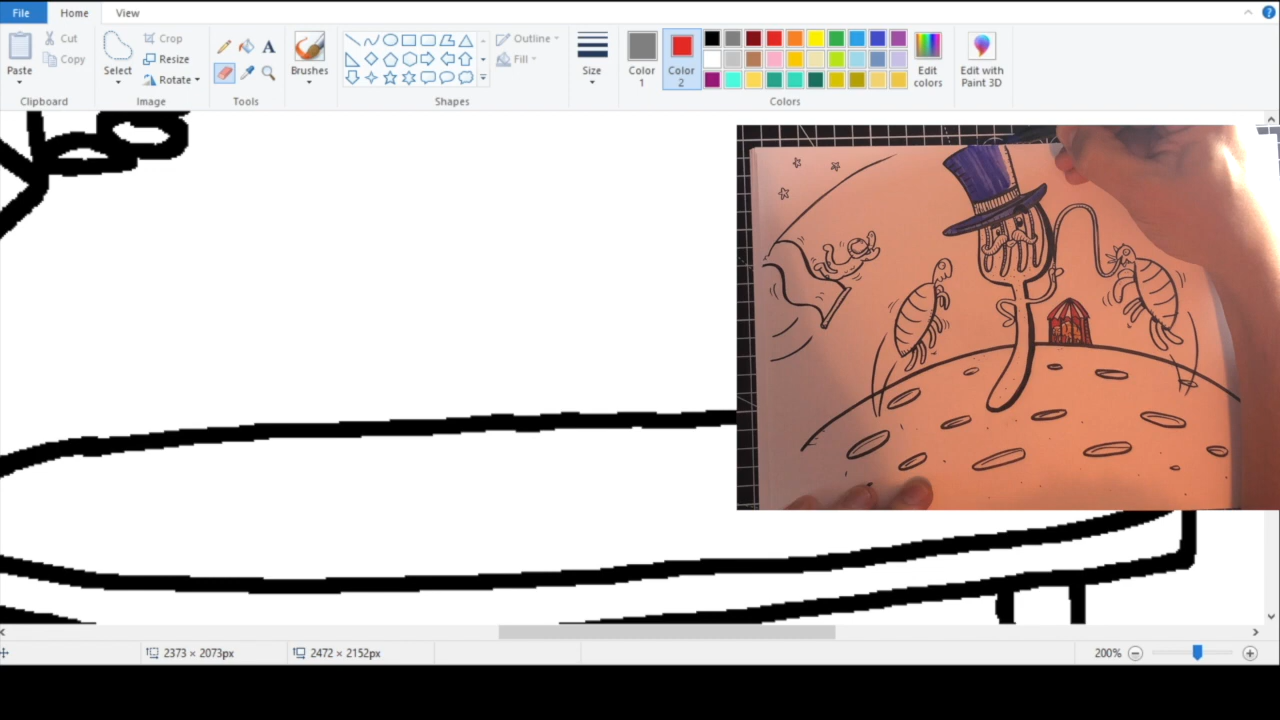 File Home View
Cut
Copy
Paste
Clipboard
Crop
Resize
Rotate
Select
Image
A
Tools
Brushes
Outline
Fill
Shapes
Size
Color
1
Color
2
Edit
colors
Colors
Edit with
Paint 3D
2373 × 2073px
2472 × 2152px
200%